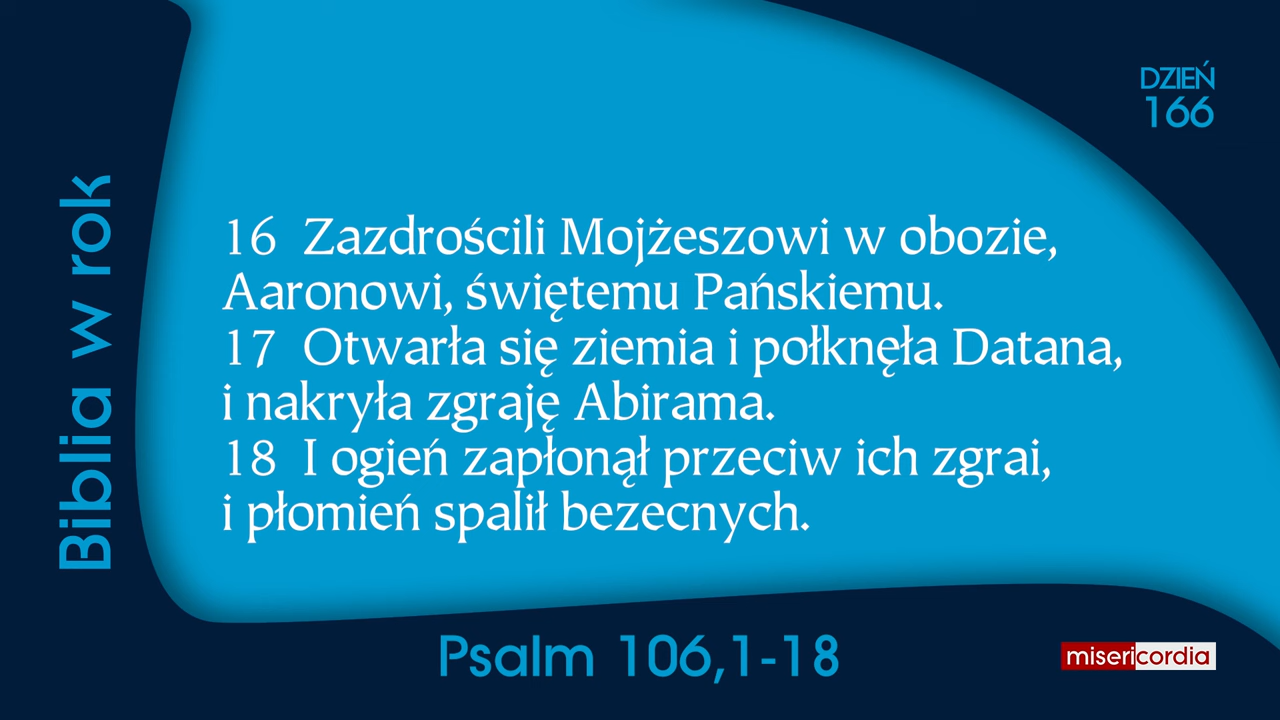 DZIEŃ
166
Biblia w rok
16 Zazdrościli Mojżeszowi w obozie,
Aaronowi, świętemu Pańskiemu.
17 Otwarła się ziemia i połknęła Datana,
i nakryła zgraję Abirama.
18 I ogień zapłonął przeciw ich zgrai,
i płomień spalił bezecnych.
Psalm 106,1-18
misericordia